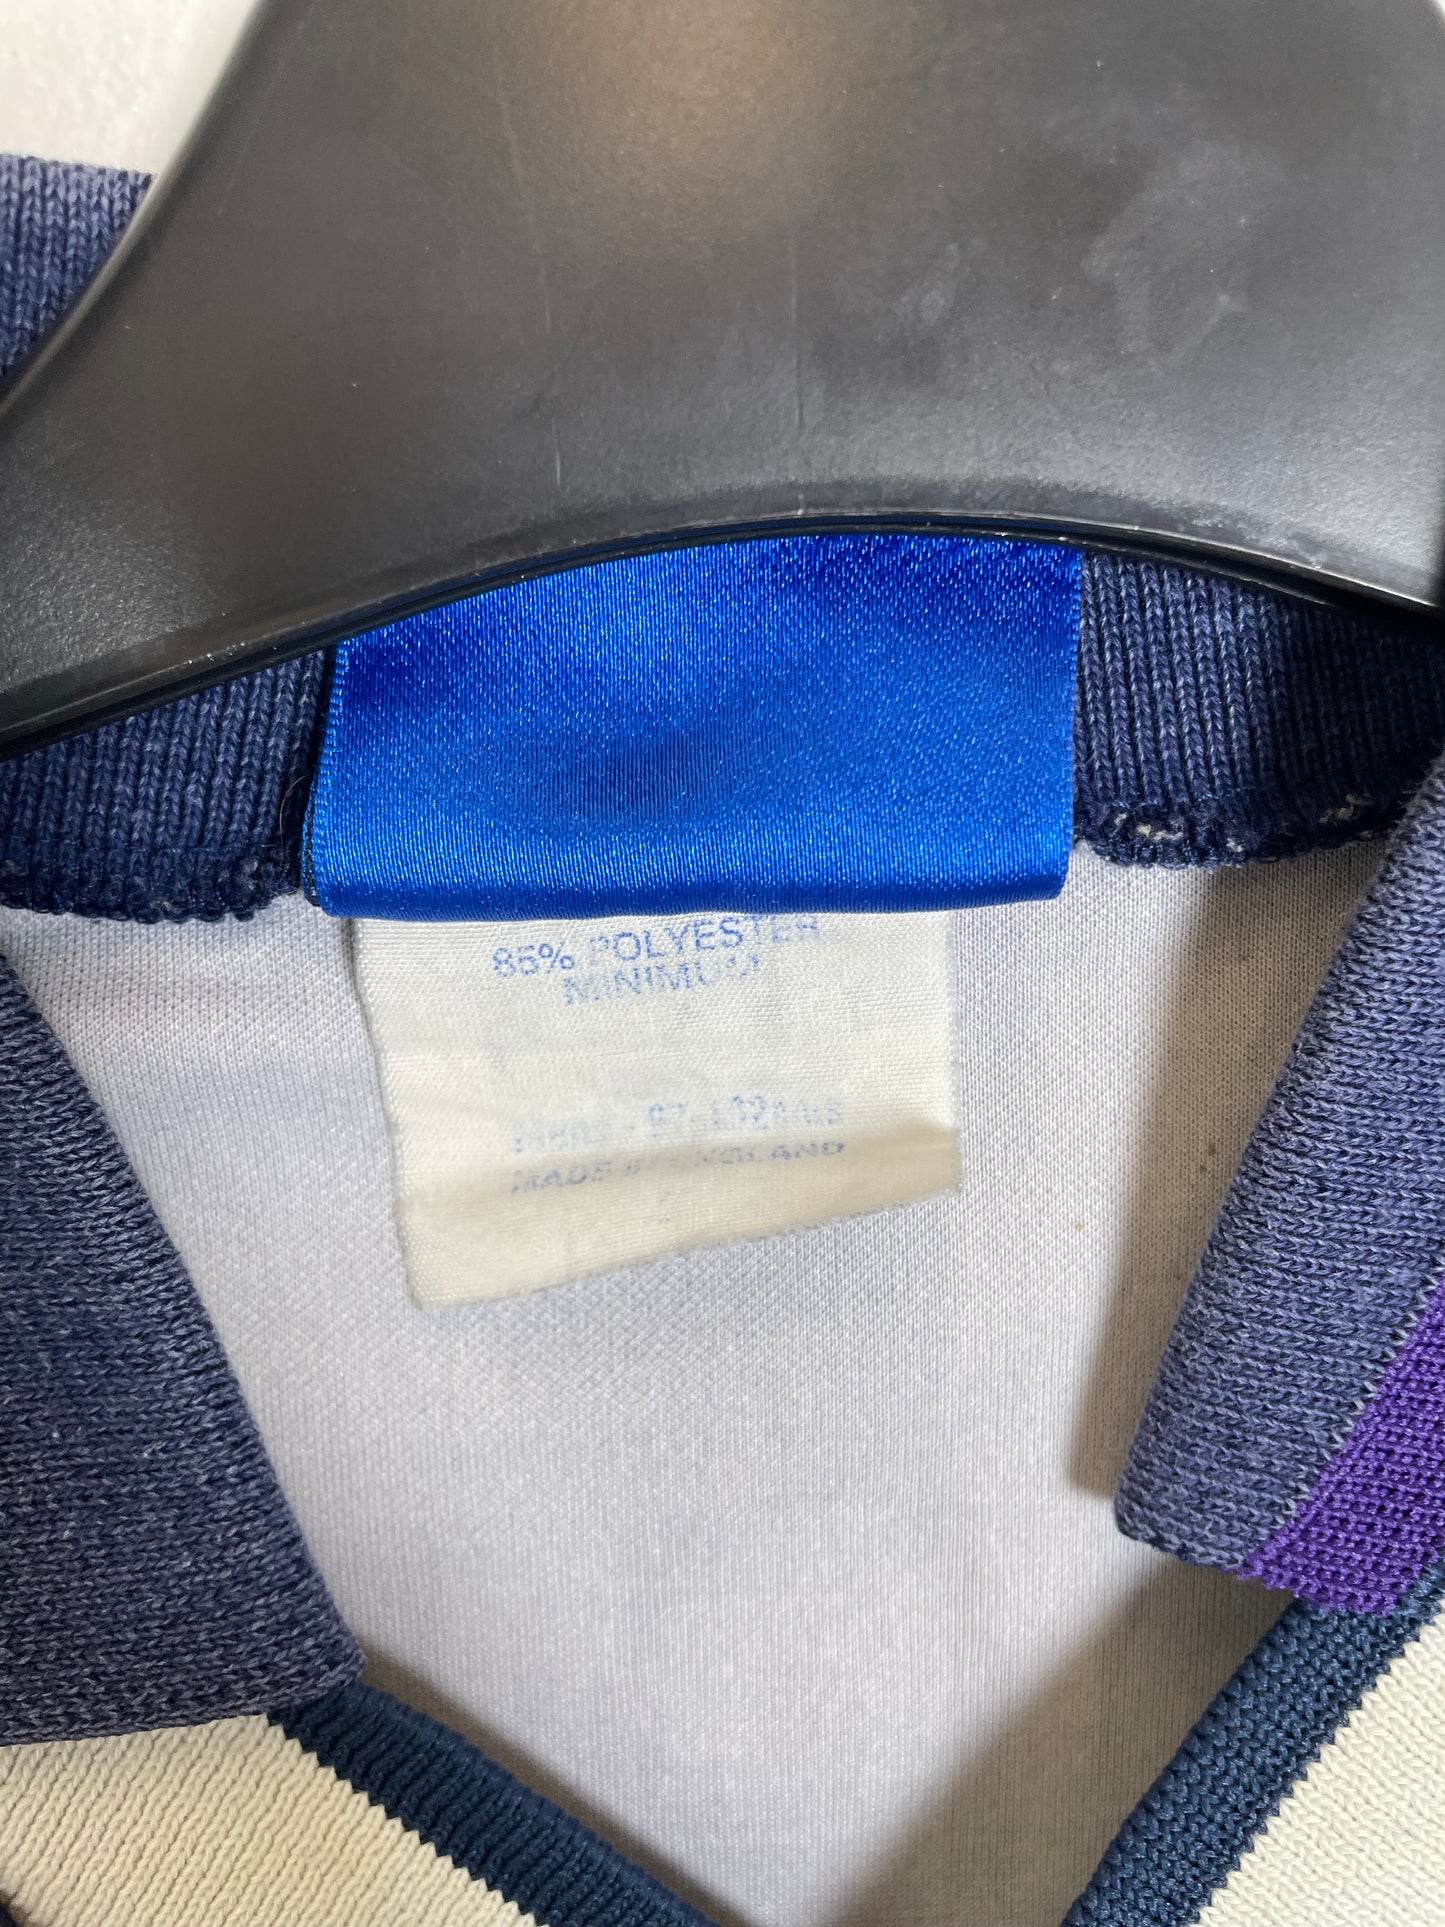 85% POLYESTER
MINIMUM
MADE IN ENGLAND